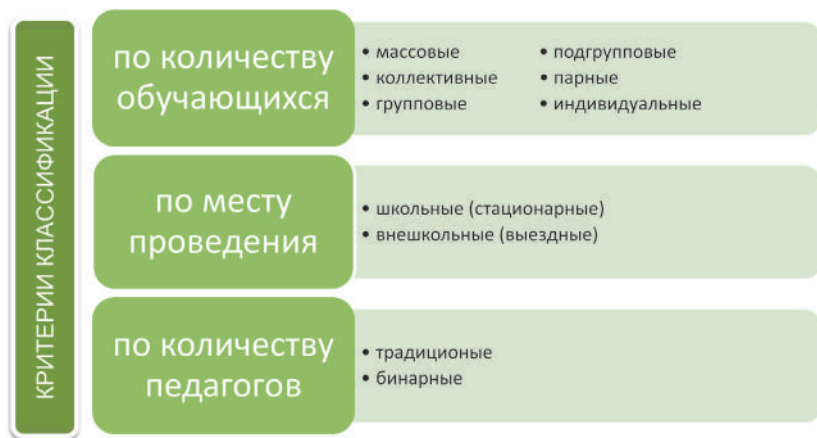 КРИТЕРИИ КЛАССИФИКАЦИИ
по количеству
обучающихся
• массовые
• коллективные
• групповые
• подгрупповые
• парные
• индивидуальные
по месту
проведения
• школьные (стационарные)
• внешкольные (выездные)
по количеству
педагогов
• традиционые
• бинарные